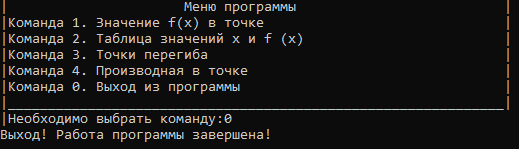 | Меню программы |
|Команда 1. Значение f(x) в точке |
|Команда 2. Таблица значений x и f (x) |
|Команда 3. Точки перегиба |
|Команда 4. Производная в точке |
|Команда 0. Выход из программы |
|______________________________________________________________|
|Необходимо выбрать команду:0
Выход! Работа программы завершена!